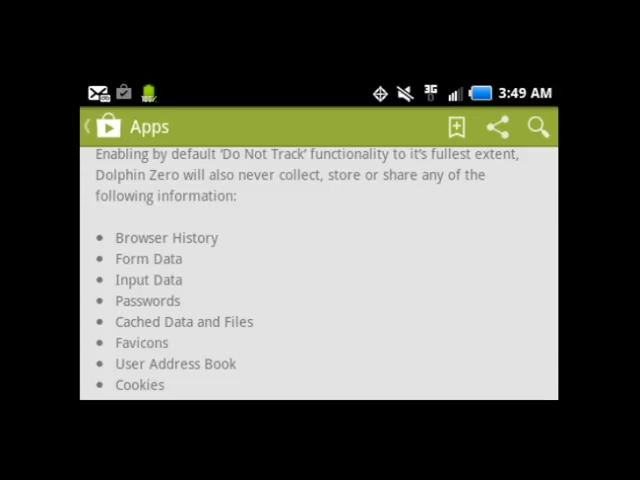 3G
3:49 AM
Apps
Enabling by default ‘Do Not Track’ functionality to it’s fullest extent,
Dolphin Zero will also never collect, store or share any of the
following information:
• Browser History
• Form Data
• Input Data
• Passwords
• Cached Data and Files
• Favicons
• User Address Book
• Cookies